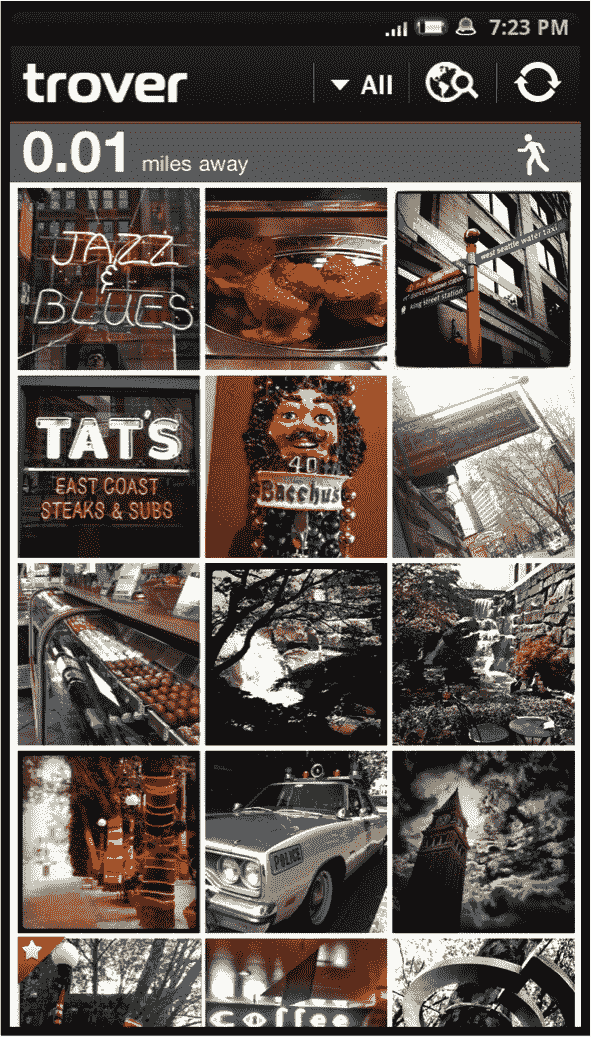 7:23 PM
trover
All
0.01 miles away
JAZZ
&
BLUES
west seattle water taxi
king street station
TAT'S
EAST COAST
STEAKS & SUBS
40
Bacchus
POLICE
coffee